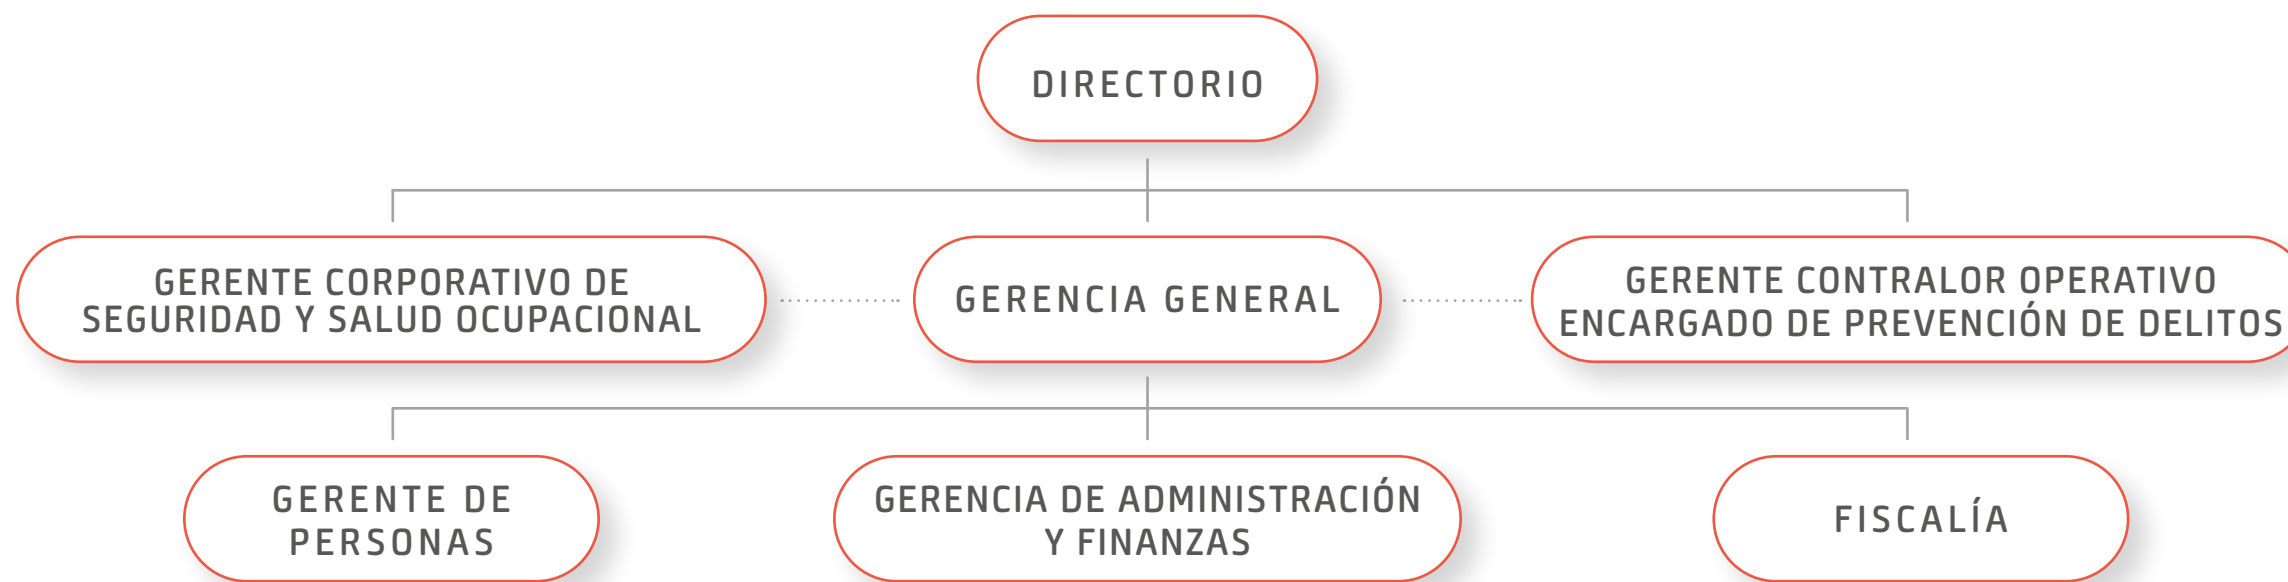 DIRECTORIO
GERENTE CORPORATIVO DE
SEGURIDAD Y SALUD OCUPACIONAL
GERENCIA GENERAL
GERENTE CONTRALOR OPERATIVO
ENCARGADO DE PREVENCIÓN DE DELITOS
GERENTE DE
PERSONAS
GERENCIA DE ADMINISTRACIÓN
Y FINANZAS
FISCALÍA